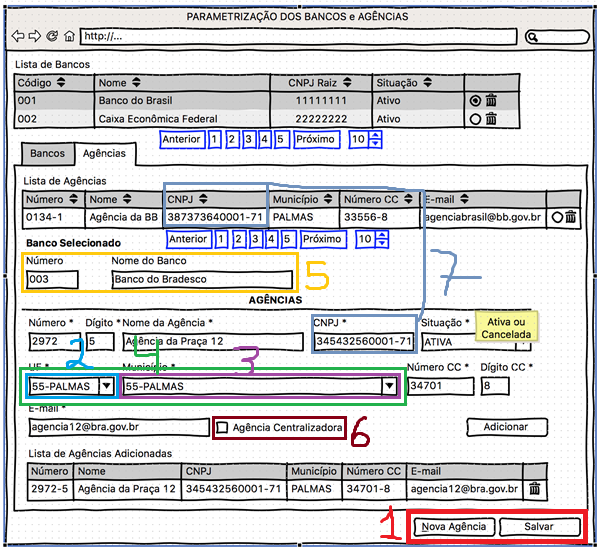 PARAMETRIZAÇÃO DOS BANCOS e AGÊNCIAS
http://...
Lista de Bancos
Código Nome CNPJ Raiz Situação
001 Banco do Brasil 11111111 Ativo
002 Caixa Econômica Federal 22222222 Ativo
Anterior 1 2 3 4 5 Próximo 10
Bancos Agências
Lista de Agências
Número Nome CNPJ Município Número CC E-mail
0134-1 Agência da BB 387373640001-71 PALMAS 33556-8 agenciabrasil@bb.gov.br
Anterior 1 2 3 4 5 Próximo 10
Banco Selecionado
Número Nome do Banco
003 Banco do Bradesco
5
7
AGÊNCIAS
Ativa ou
Cancelada
Número * Dígito * Nome da Agência * CNPJ * Situação *
2972 5 Agência da Praça 12 345432560001-71 ATIVA
2 4 3
UF * Município * Número CC * Dígito CC *
55-PALMAS 55-PALMAS 34701 8
E-mail *
agencia12@bra.gov.br Agência Centralizadora 6 Adicionar
Lista de Agências Adicionadas
Número Nome CNPJ Município Número CC E-mail
2972-5 Agência da Praça 12 345432560001-71 PALMAS 34701-8 agencia12@bra.gov.br
1 Nova Agência Salvar